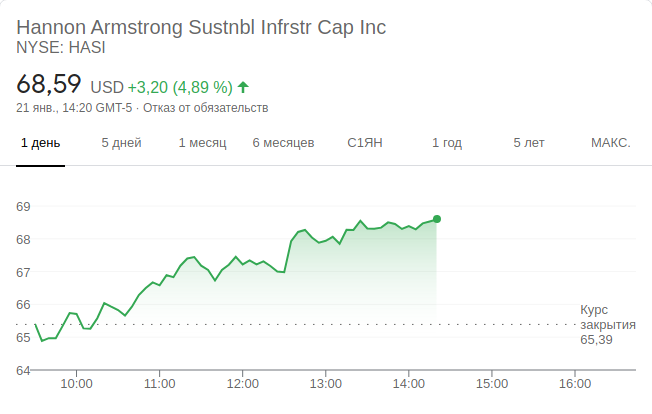 Hannon Armstrong Sustnbl Infrstr Cap Inc
NYSE: HASI
68,59 USD +3,20 (4,89 %)
21 янв., 14:20 GMT-5 · Отказ от обязательств
1 день 5 дней 1 месяц 6 месяцев С1ЯН 1 год 5 лет МАКС.
69
68
67
66
Курс
закрытия
65,39
65
64
10:00 11:00 12:00 13:00 14:00 15:00 16:00